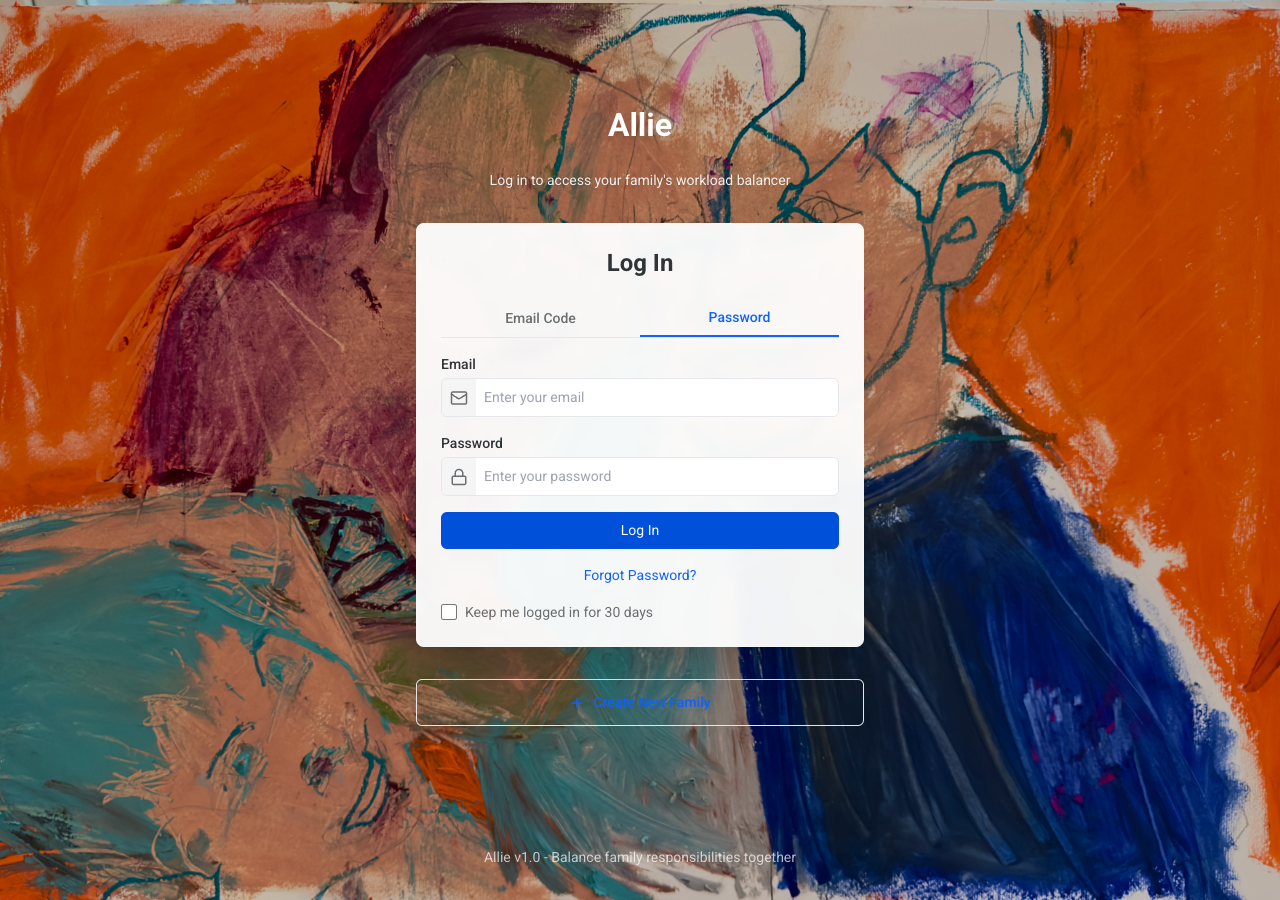 Allie
Log in to access your family's workload balancer
Log In
Email Code
Password
Email
Enter your email
Password
Enter your password
Log In
Forgot Password?
Keep me logged in for 30 days
+ Create New Family
Allie v1.0 - Balance family responsibilities together